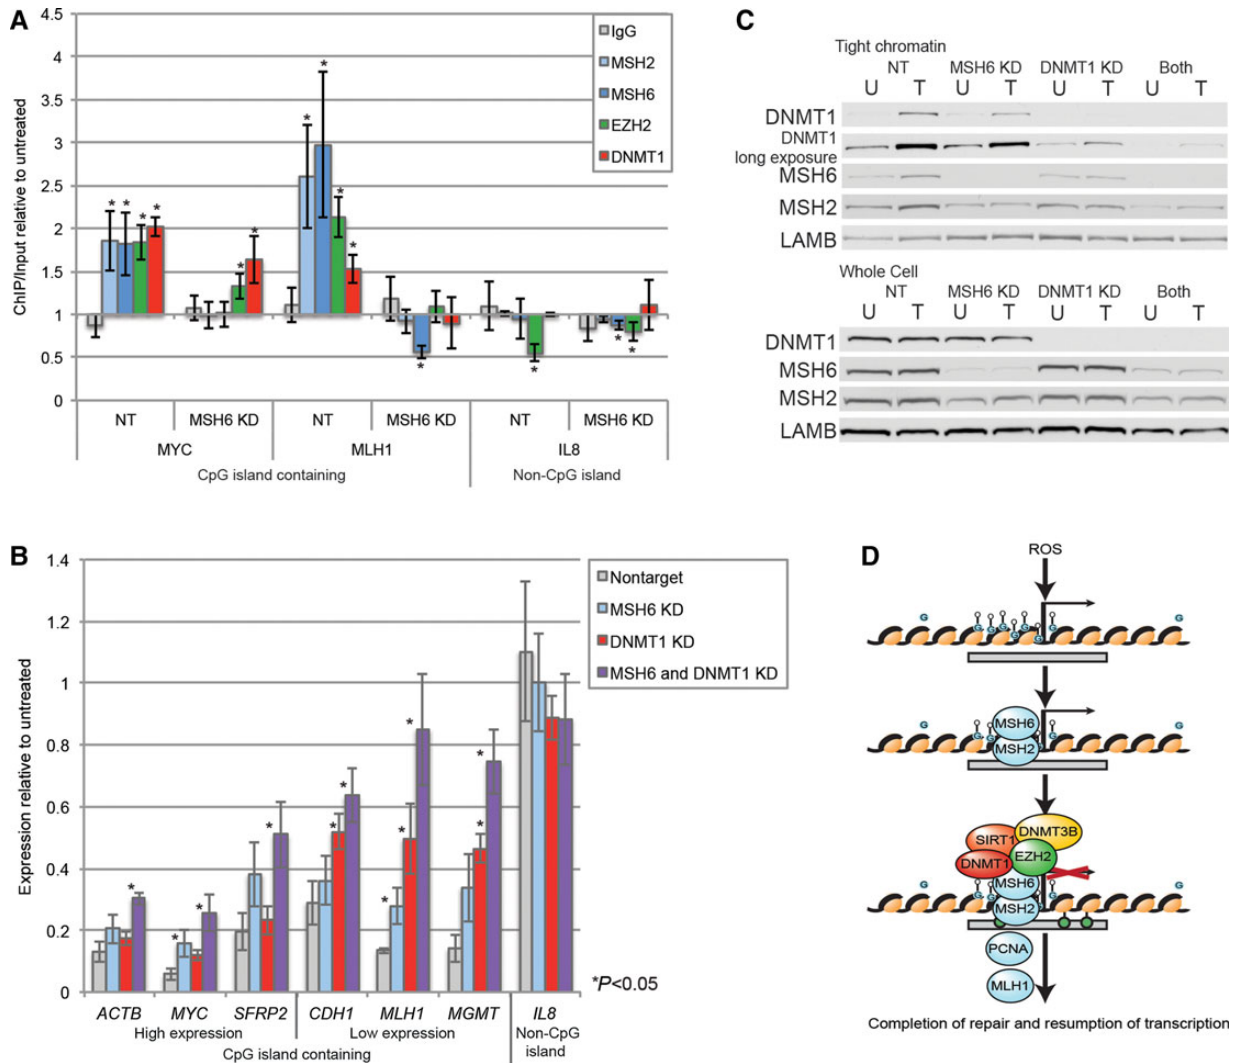 A
ChIP/Input relative to untreated
4.5
4
3.5
3
2.5
2
1.5
1
0.5
0
IgG
MSH2
MSH6
EZH2
DNMT1
* * * *
* *
* * * *
*
*
* *
NT MSH6 KD NT MSH6 KD NT MSH6 KD
MYC MLH1 IL8
CpG island containing Non-CpG island
B
Expression relative to untreated
1.4
1.2
1
0.8
0.6
0.4
0.2
0
Nontarget
MSH6 KD
DNMT1 KD
MSH6 and DNMT1 KD
*
* *
*
* *
* * *
* *
*P<0.05
ACTB MYC SFRP2 CDH1 MLH1 MGMT IL8
High expression Low expression Non-CpG
CpG island containing island
C
Tight chromatin
NT MSH6 KD DNMT1 KD Both
U T U T U T U T
DNMT1
DNMT1
long exposure
MSH6
MSH2
LAMB
Whole Cell
NT MSH6 KD DNMT1 KD Both
U T U T U T U T
DNMT1
MSH6
MSH2
LAMB
D
ROS
G G G G G G G G
MSH6
MSH2
G G G G
SIRT1
DNMT3B
DNMT1
EZH2
MSH6
MSH2
G G G G
PCNA
MLH1
Completion of repair and resumption of transcription